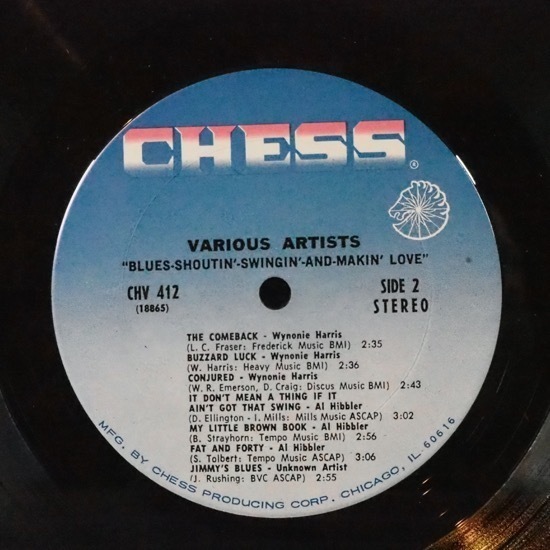 CHESS
®
VARIOUS ARTISTS
"BLUES-SHOUTIN'-SWINGIN'-AND-MAKIN' LOVE"
CHV 412
(18865)
SIDE 2
STEREO
THE COMEBACK - Wynonie Harris
(L. C. Fraser: Frederick Music BMI) 2:35
BUZZARD LUCK - Wynonie Harris
(W. Harris: Heavy Music BMI) 2:36
CONJURED - Wynonie Harris
(W. R. Emerson, D. Craig: Discus Music BMI) 2:43
IT DON'T MEAN A THING IF IT
AIN'T GOT THAT SWING - Al Hibbler
(D. Ellington - I. Mills: Mills Music ASCAP) 3:02
MY LITTLE BROWN BOOK - Al Hibbler
(B. Strayhorn: Tempo Music BMI) 2:56
FAT AND FORTY - Al Hibbler
(S. Tolbert: Tempo Music ASCAP) 3:06
JIMMY'S BLUES - Unknown Artist
(J. Rushing: BVC ASCAP) 2:55
MFG. BY CHESS PRODUCING CORP. CHICAGO, IL. 60616